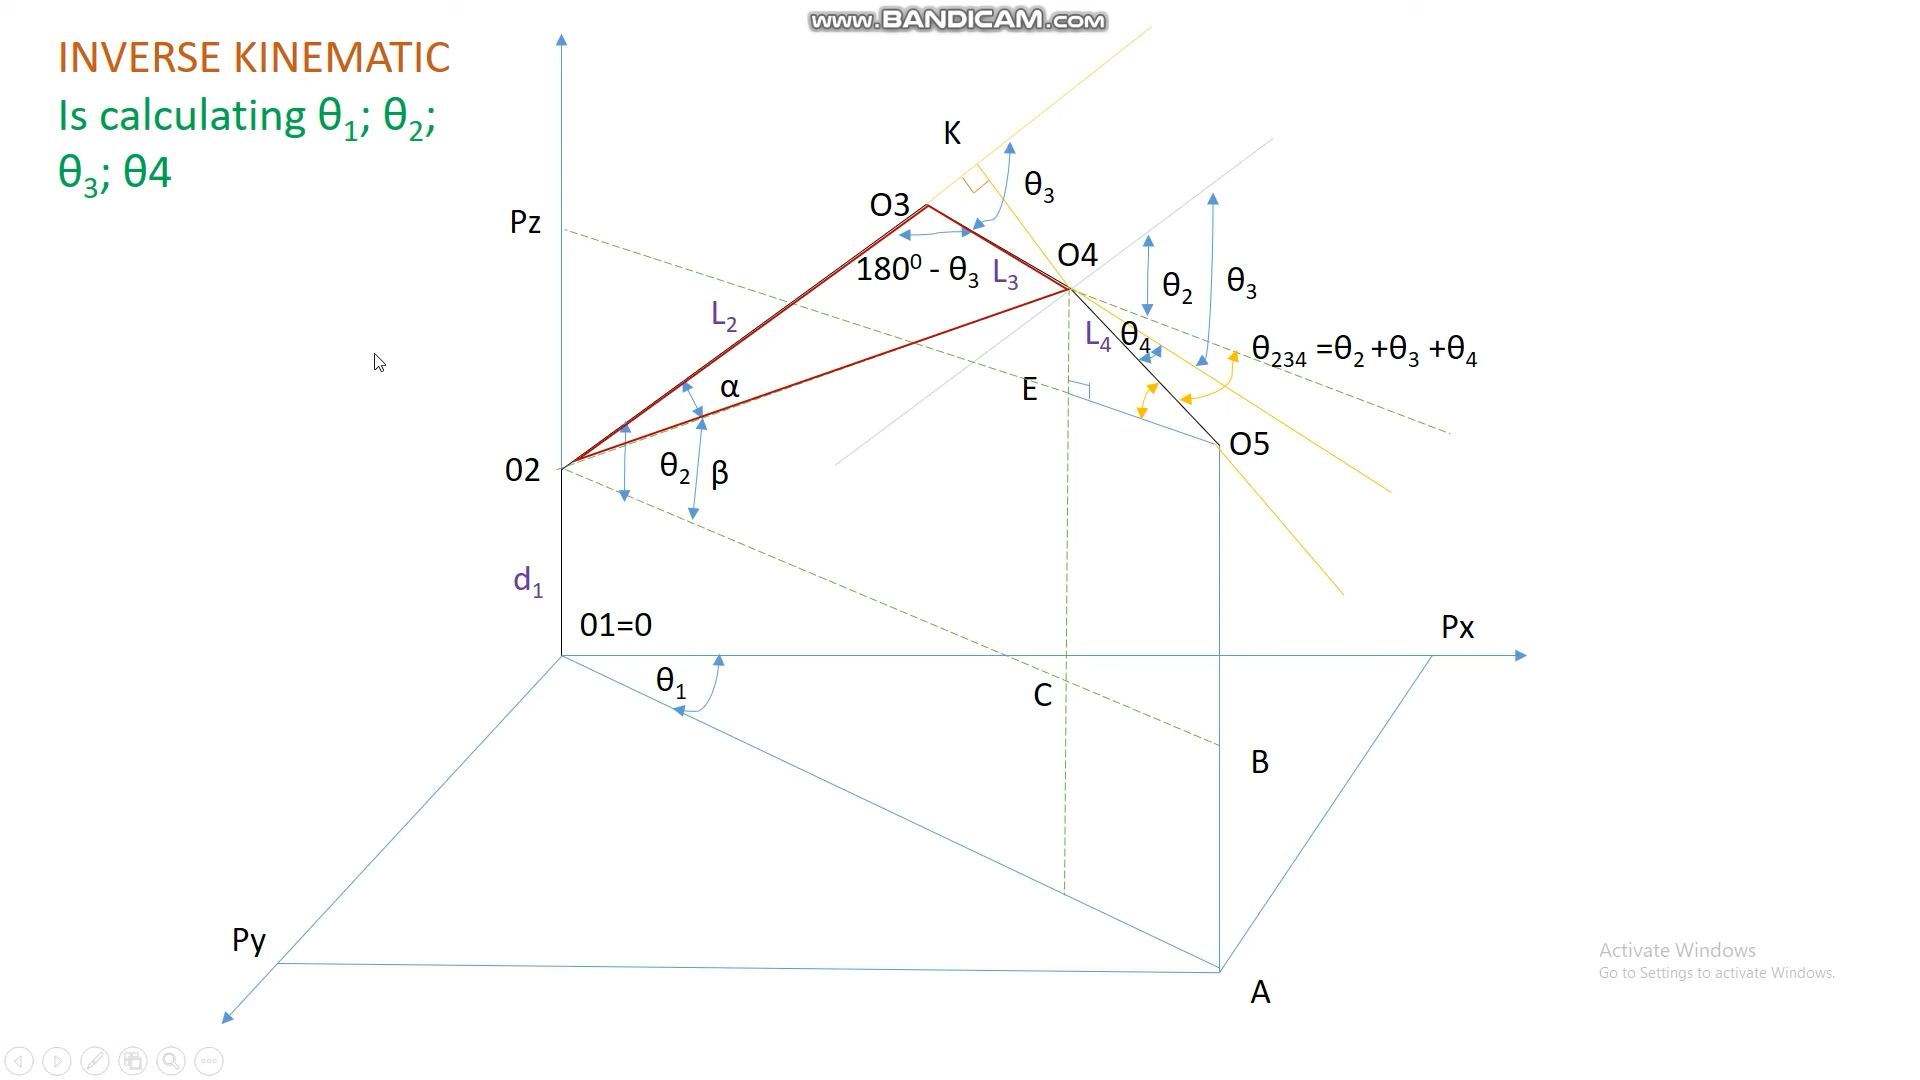 www.BANDICAM.com
INVERSE KINEMATIC
Is calculating θ₁; θ₂;
θ₃; θ4
K
θ₃
O3
Pz
O4
180⁰ - θ₃
L₃
θ₂
θ₃
L₂
L₄
θ₄
θ₂₃₄ =θ₂ +θ₃ +θ₄
α
E
O5
02
θ₂
β
d₁
01=0
Px
θ₁
C
B
Py
A
Activate Windows
Go to Settings to activate Windows.